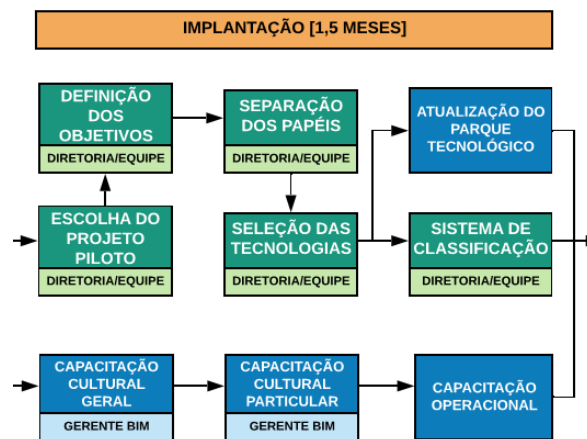 IMPLANTAÇÃO [1,5 MESES]
DEFINIÇÃO
DOS
OBJETIVOS
DIRETORIA/EQUIPE
SEPARAÇÃO
DOS PAPÉIS
DIRETORIA/EQUIPE
ATUALIZAÇÃO DO
PARQUE
TECNOLÓGICO
ESCOLHA DO
PROJETO
PILOTO
DIRETORIA/EQUIPE
SELEÇÃO DAS
TECNOLOGIAS
DIRETORIA/EQUIPE
SISTEMA DE
CLASSIFICAÇÃO
DIRETORIA/EQUIPE
CAPACITAÇÃO
CULTURAL
GERAL
GERENTE BIM
CAPACITAÇÃO
CULTURAL
PARTICULAR
GERENTE BIM
CAPACITAÇÃO
OPERACIONAL